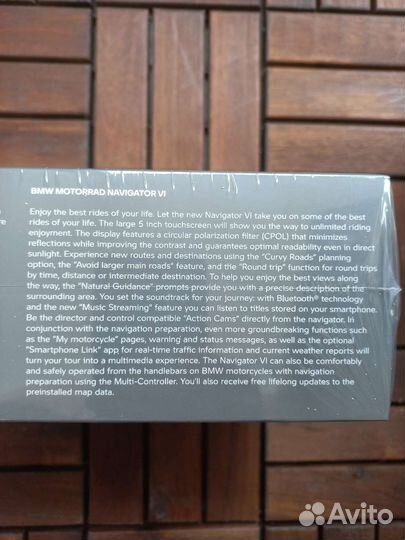 BMW MOTORRAD NAVIGATOR VI
Enjoy the best rides of your life. Let the new Navigator VI take you on some of the best
rides of your life. The large 5 inch touchscreen will show you the way to unlimited riding
enjoyment. The display features a circular polarization filter (CPOL) that minimizes
reflections while improving the contrast and guarantees optimal readability even in direct
sunlight. Experience new routes and destinations using the "Curvy Roads" planning
option, the "Avoid larger main roads" feature, and the "Round trip" function for round trips
by time, distance or intermediate destination. To help you enjoy the best views all along
the way, the "Natural Guidance" prompts provide you with a precise description of the
surrounding area. You set the soundtrack for your journey: with Bluetooth® technology
and the new "Music Streaming" feature you can listen to titles stored on your smartphone.
Be the director and control compatible "Action Cams" directly from the navigator. In
conjunction with the navigation preparation, even more groundbreaking functions such
as the "My motorcycle" pages, warning and status messages, as well as the optional
"Smartphone Link" app for real-time traffic information and current weather reports will
turn your tour into a multimedia experience. The Navigator VI can also be comfortably
and safely operated from the handlebars on BMW motorcycles with navigation
preparation using the Multi-Controller. You'll also receive free lifelong updates to the
preinstalled map data.
Avito